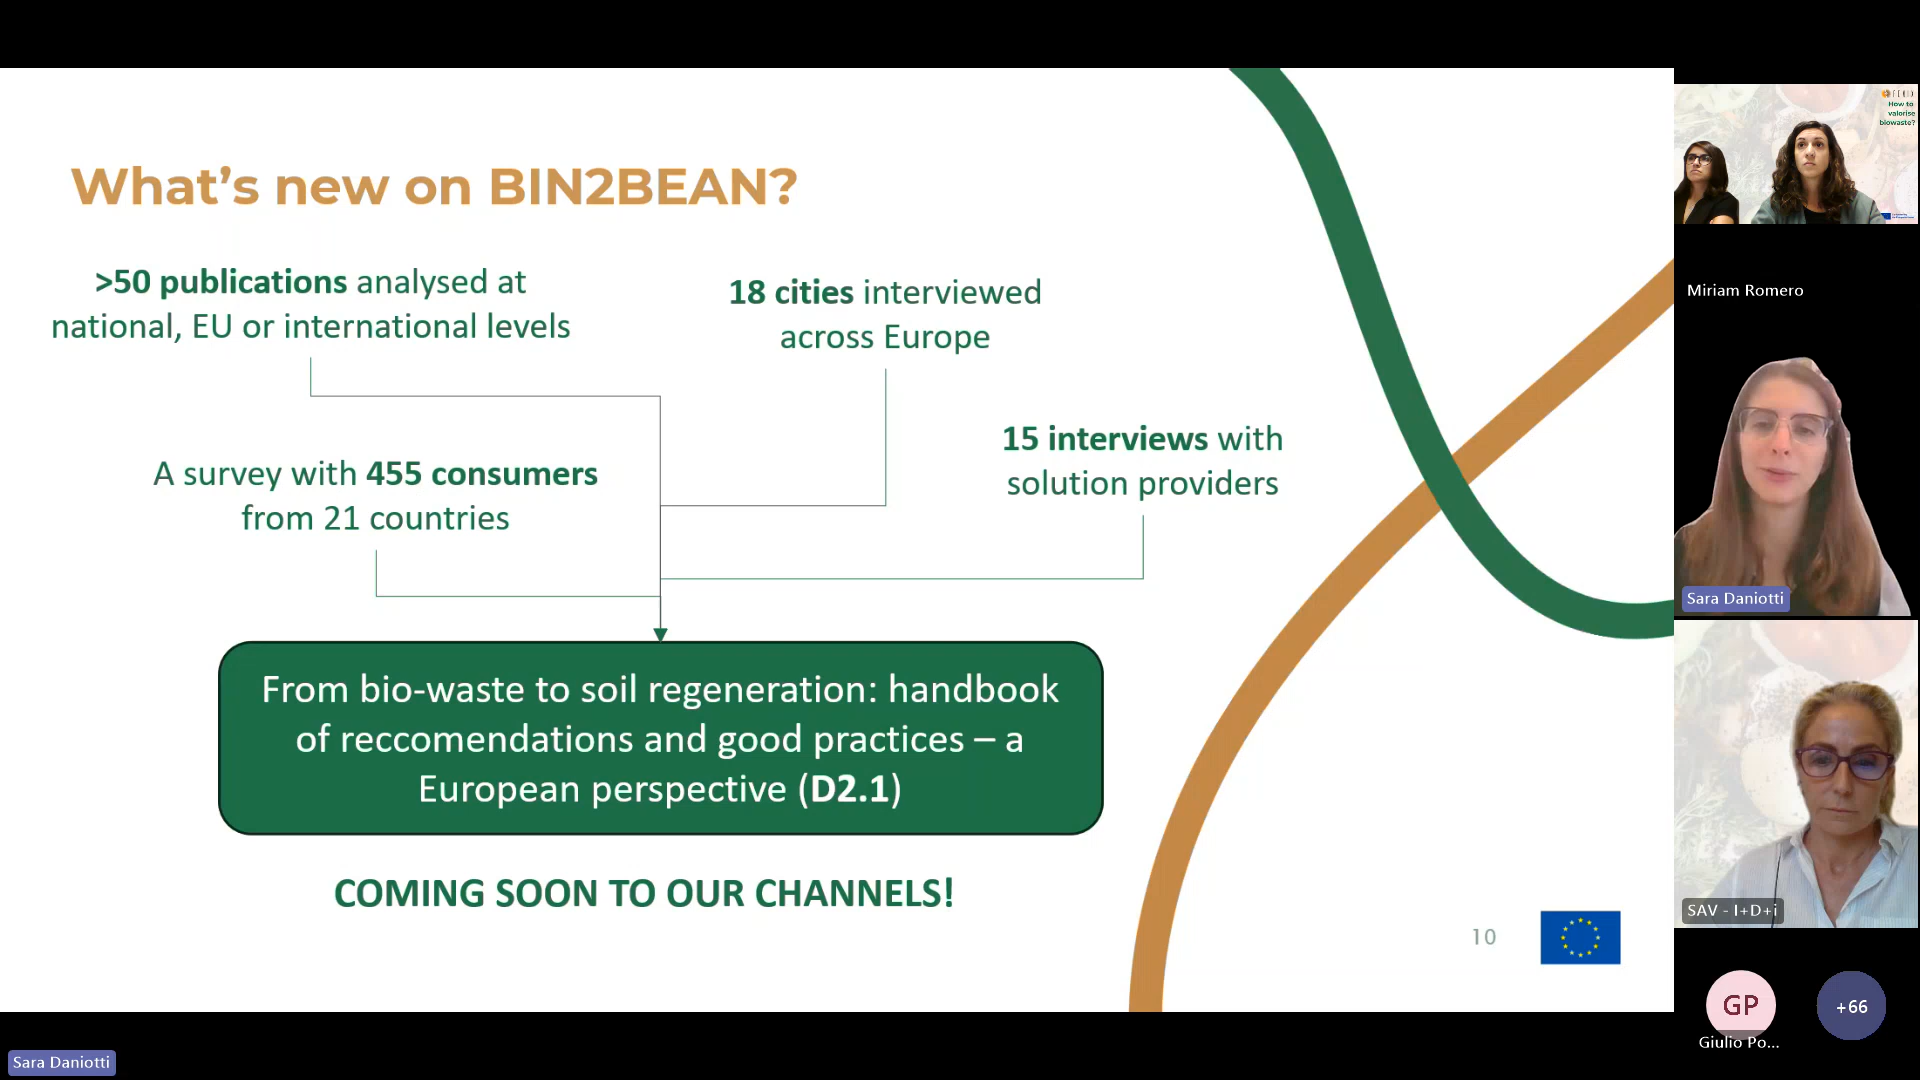 What's new on BIN2BEAN?
>50 publications analysed at
national, EU or international levels
18 cities interviewed
across Europe
A survey with 455 consumers
from 21 countries
15 interviews with
solution providers
From bio-waste to soil regeneration: handbook
of reccomendations and good practices – a
European perspective (D2.1)
COMING SOON TO OUR CHANNELS!
10
How to
valorise
biowaste?
Miriam Romero
Sara Daniotti
SAV - I+D+i
GP
Giulio Po...
+66
Sara Daniotti